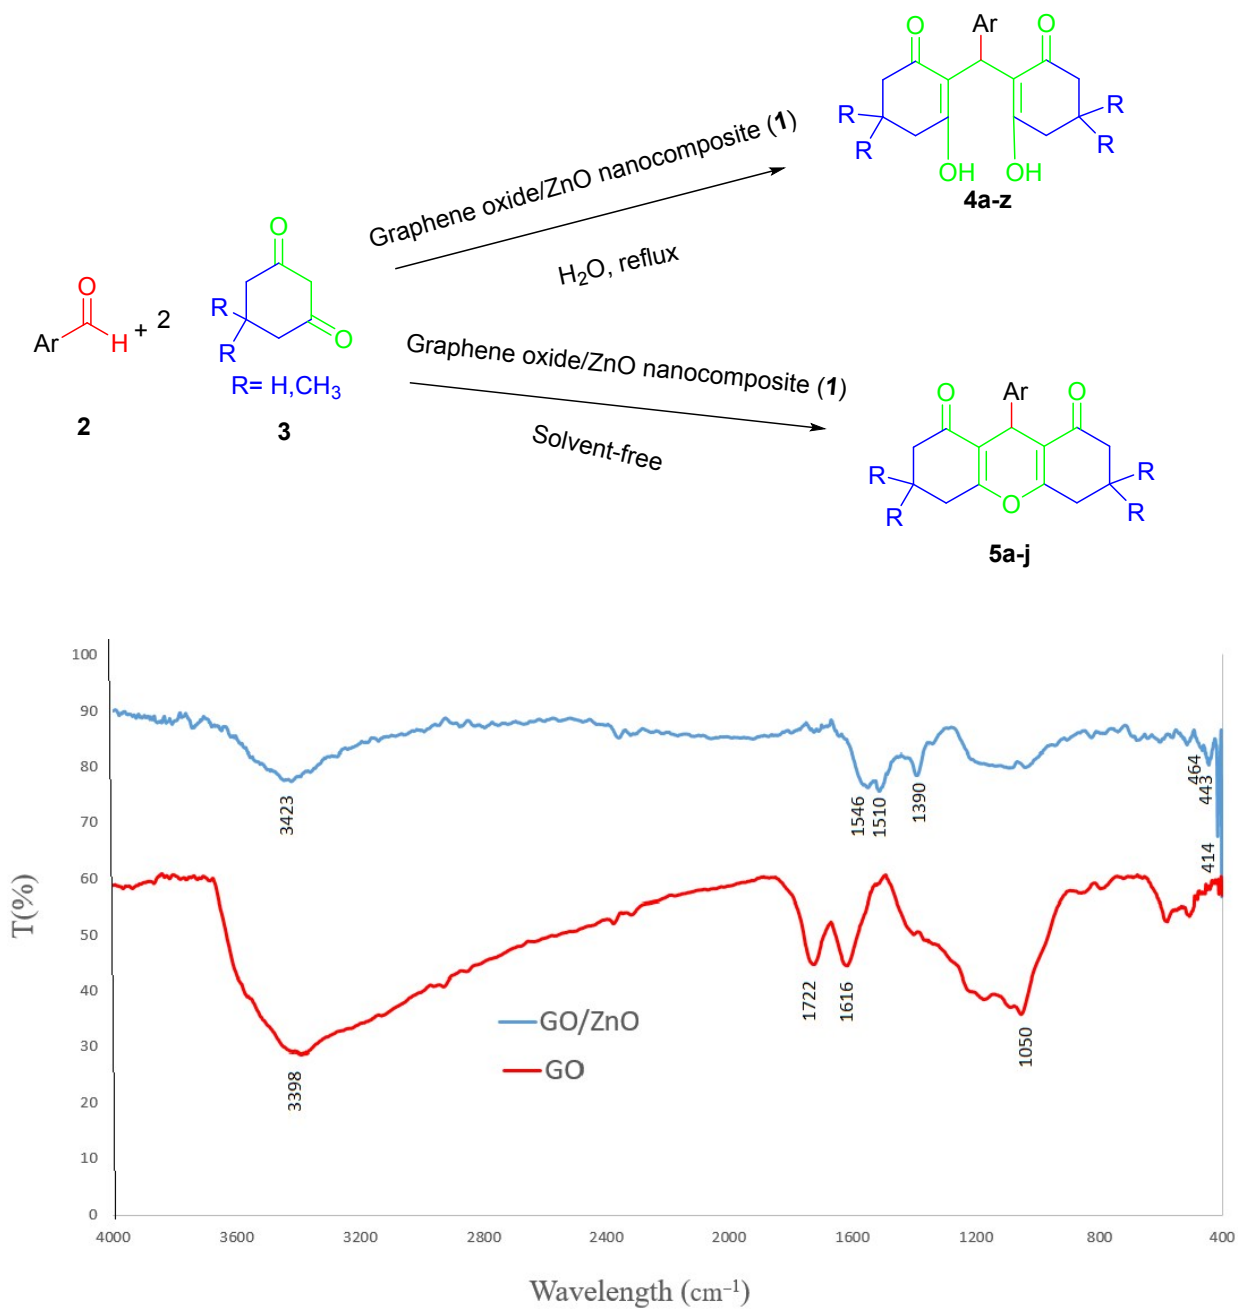 O
Ar
O
R
R
R
R
OH
OH
4a-z
Graphene oxide/ZnO nanocomposite (1)
H₂O, reflux
O
Ar
H
+ 2
O
O
R
R
R= H,CH₃
2
3
Graphene oxide/ZnO nanocomposite (1)
Solvent-free
O
Ar
O
R
R
R
R
O
5a-j
100
90
80
70
60
50
40
30
20
10
0
T(%)
3423
1546
1510
1390
464
443
414
3398
1722
1616
1050
GO/ZnO
GO
4000
3600
3200
2800
2400
2000
1600
1200
800
400
Wavelength (cm⁻¹)